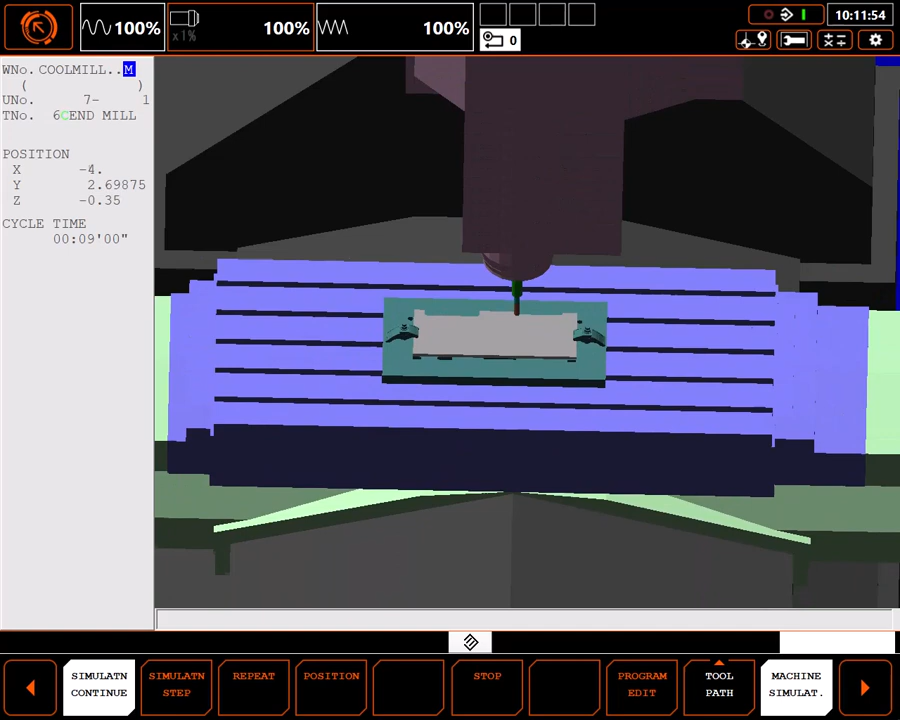 100%
x1%
100%
100%
0
10:11:54
WNo. COOLMILL..M
( )
UNo. 7- 1
TNo. 6C END MILL
POSITION
X -4.
Y 2.69875
Z -0.35
CYCLE TIME
00:09'00"
SIMULATN CONTINUE
SIMULATN STEP
REPEAT
POSITION
STOP
PROGRAM EDIT
TOOL PATH
MACHINE SIMULAT.